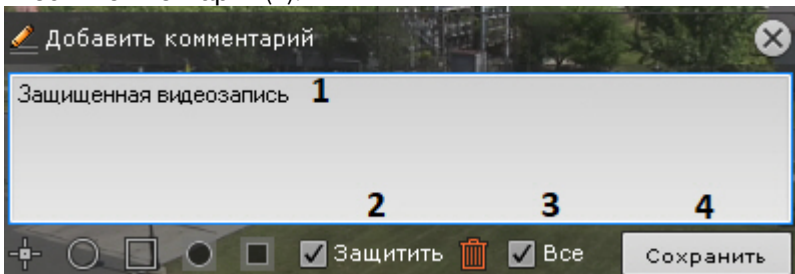 Добавить комментарий
Защищенная видеозапись 1
2 3 4
Защитить Все Сохранить